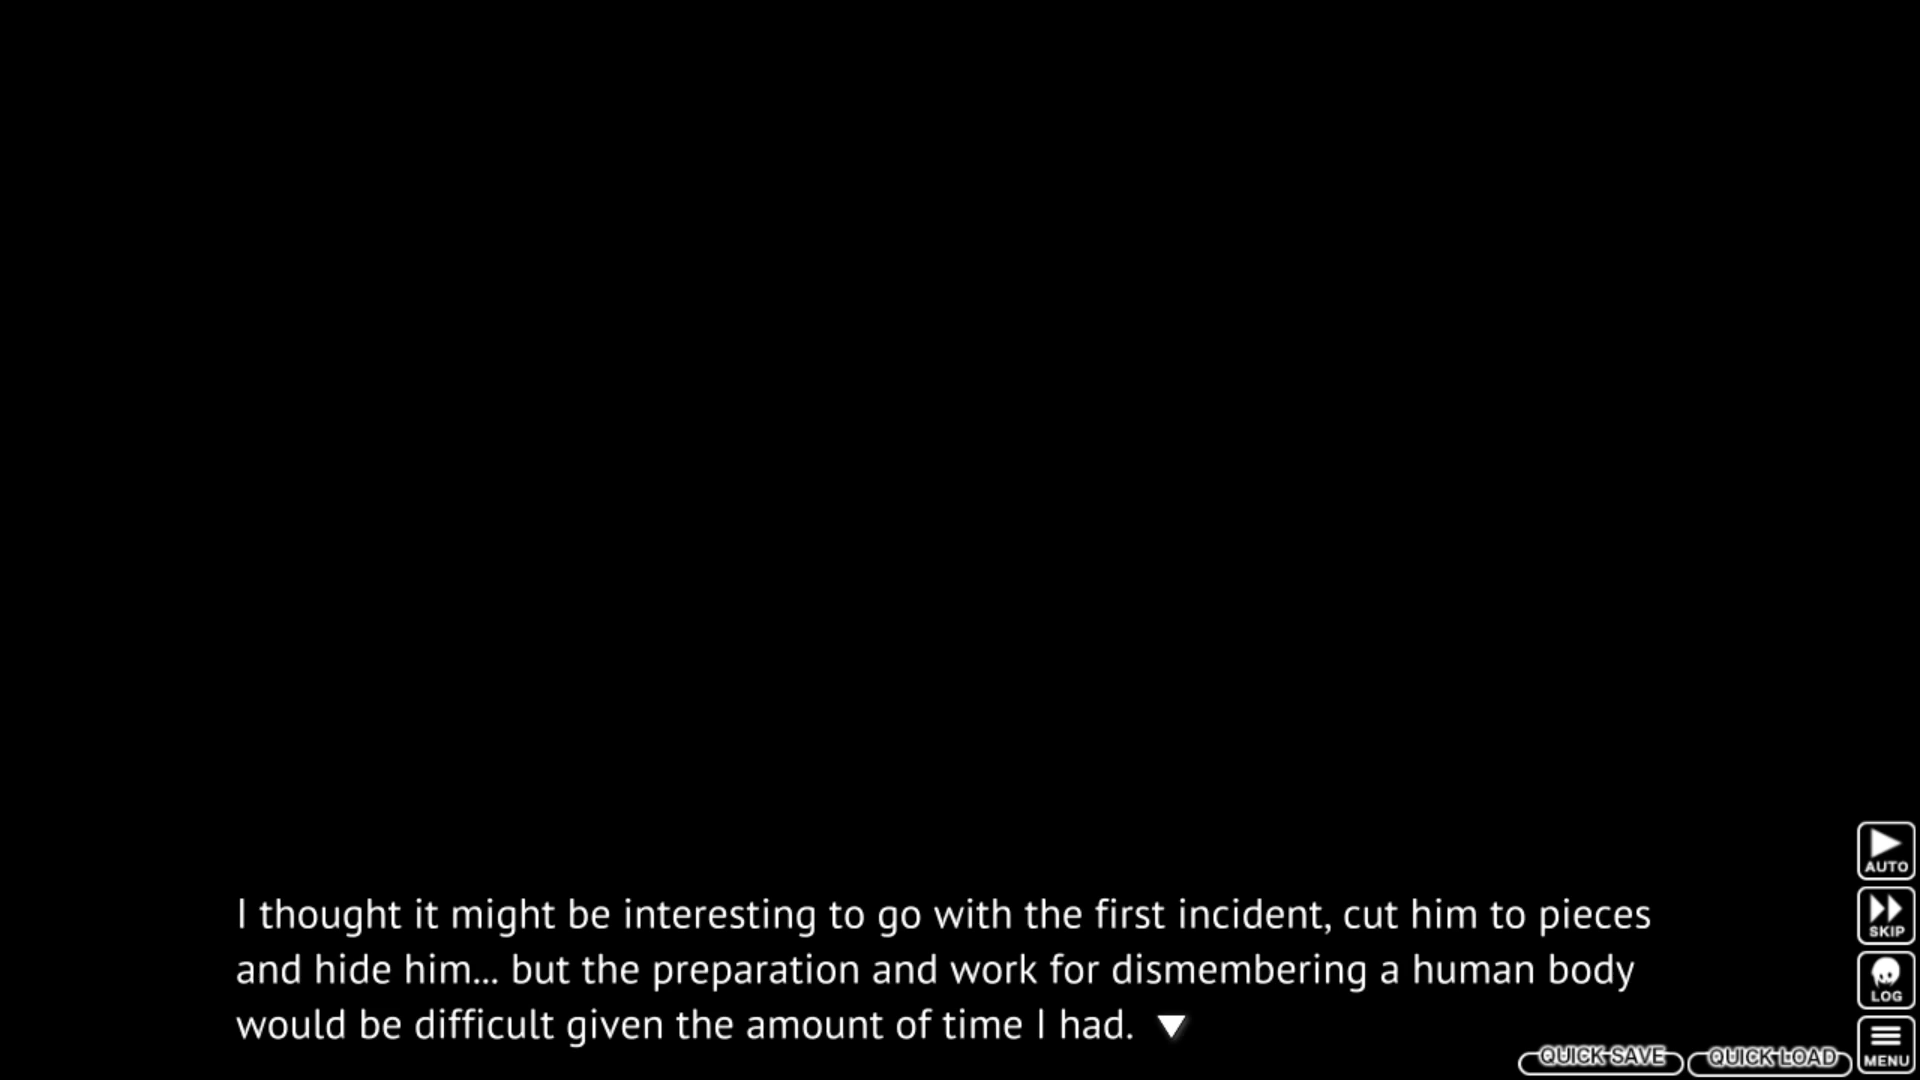 I thought it might be interesting to go with the first incident, cut him to pieces
and hide him... but the preparation and work for dismembering a human body
would be difficult given the amount of time I had.
AUTO
SKIP
LOG
MENU
QUICK SAVE
QUICK LOAD